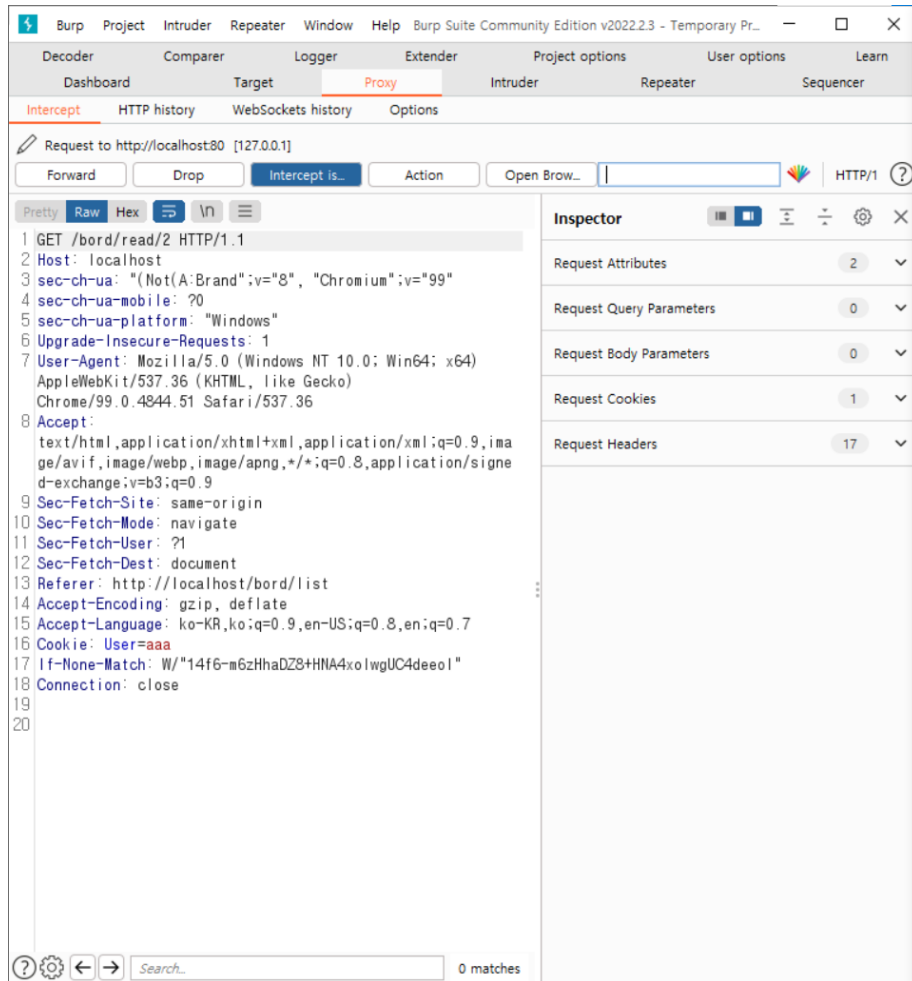 Burp Project Intruder Repeater Window Help Burp Suite Community Edition v2022.2.3 - Temporary Pr...
Decoder Comparer Logger Extender Project options User options Learn
Dashboard Target Proxy Intruder Repeater Sequencer
Intercept HTTP history WebSockets history Options
Request to http://localhost:80 [127.0.0.1]
Forward Drop Intercept is... Action Open Brow... HTTP/1 ?
Pretty Raw Hex \n
Inspector
Request Attributes 2
Request Query Parameters 0
Request Body Parameters 0
Request Cookies 1
Request Headers 17
1 GET /bord/read/2 HTTP/1.1
2 Host: localhost
3 sec-ch-ua: "(Not(A:Brand";v="8", "Chromium";v="99"
4 sec-ch-ua-mobile: ?0
5 sec-ch-ua-platform: "Windows"
6 Upgrade-Insecure-Requests: 1
7 User-Agent: Mozilla/5.0 (Windows NT 10.0; Win64; x64)
AppleWebKit/537.36 (KHTML, like Gecko)
Chrome/99.0.4844.51 Safari/537.36
8 Accept:
text/html,application/xhtml+xml,application/xml;q=0.9,ima
ge/avif,image/webp,image/apng,*/*;q=0.8,application/signe
d-exchange;v=b3;q=0.9
9 Sec-Fetch-Site: same-origin
10 Sec-Fetch-Mode: navigate
11 Sec-Fetch-User: ?1
12 Sec-Fetch-Dest: document
13 Referer: http://localhost/bord/list
14 Accept-Encoding: gzip, deflate
15 Accept-Language: ko-KR,ko;q=0.9,en-US;q=0.8,en;q=0.7
16 Cookie: User=aaa
17 If-None-Match: W/"14f6-m6zHhaDZ8+HNA4xolwgUC4deeol"
18 Connection: close
19
20
? Search... 0 matches